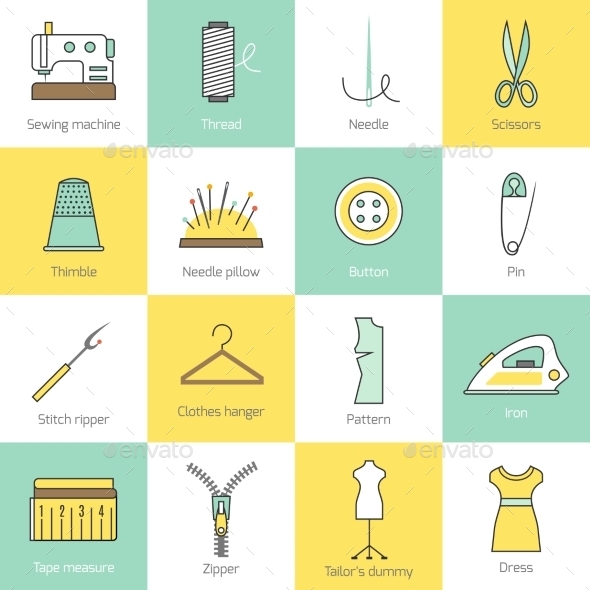 Sewing machine
Thread
Needle
Scissors
envato
envato
Thimble
Needle pillow
Button
Pin
Stitch ripper
Clothes hanger
Pattern
Iron
envato
envato
1 2 3 4
Tape measure
Zipper
Tailor's dummy
Dress